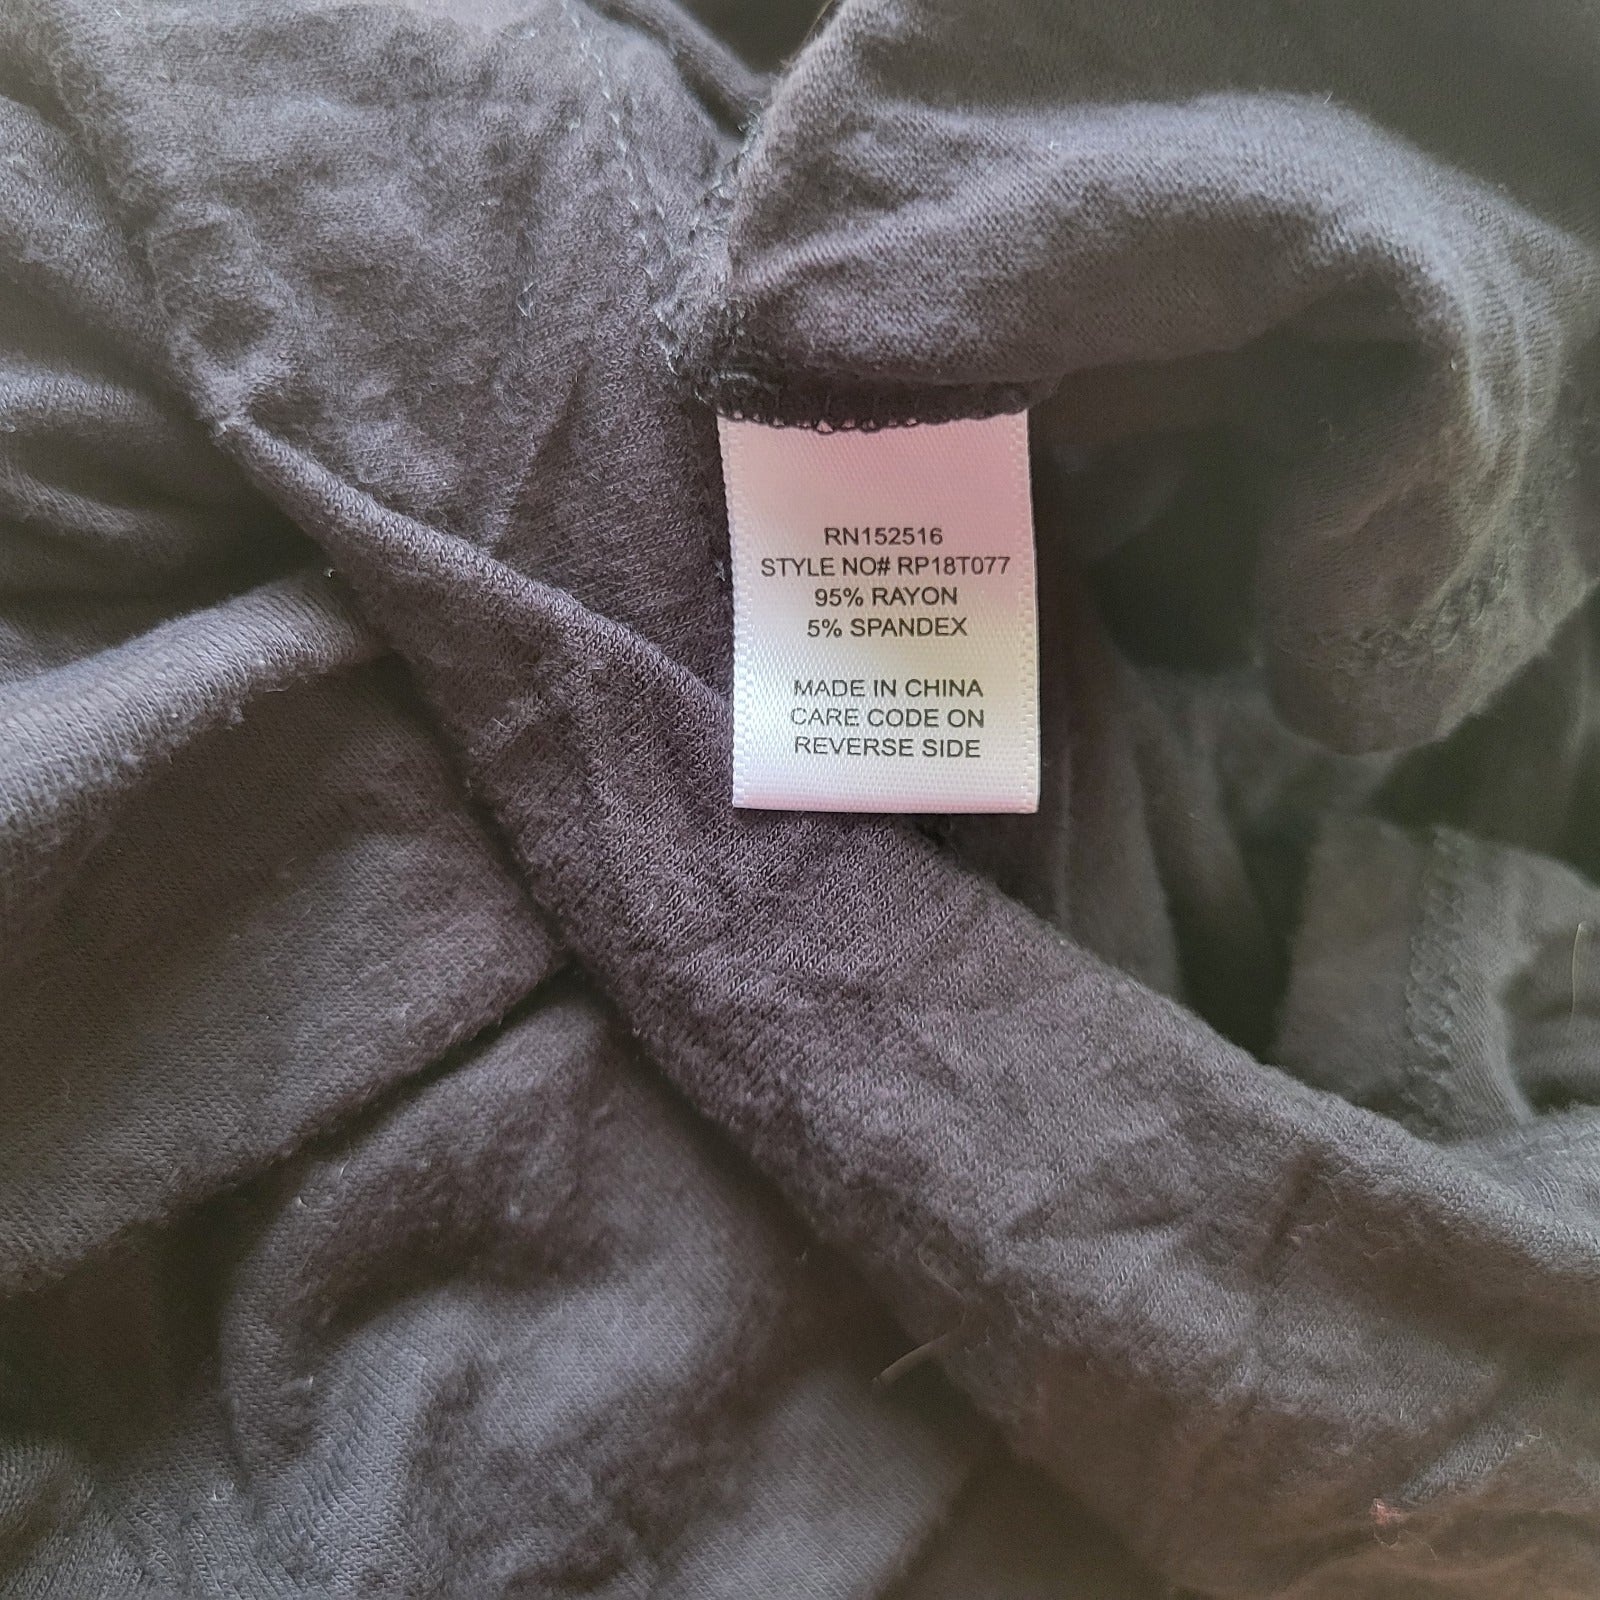 RN152516
STYLE NO# RP18T077
95% RAYON
5% SPANDEX
MADE IN CHINA
CARE CODE ON
REVERSE SIDE